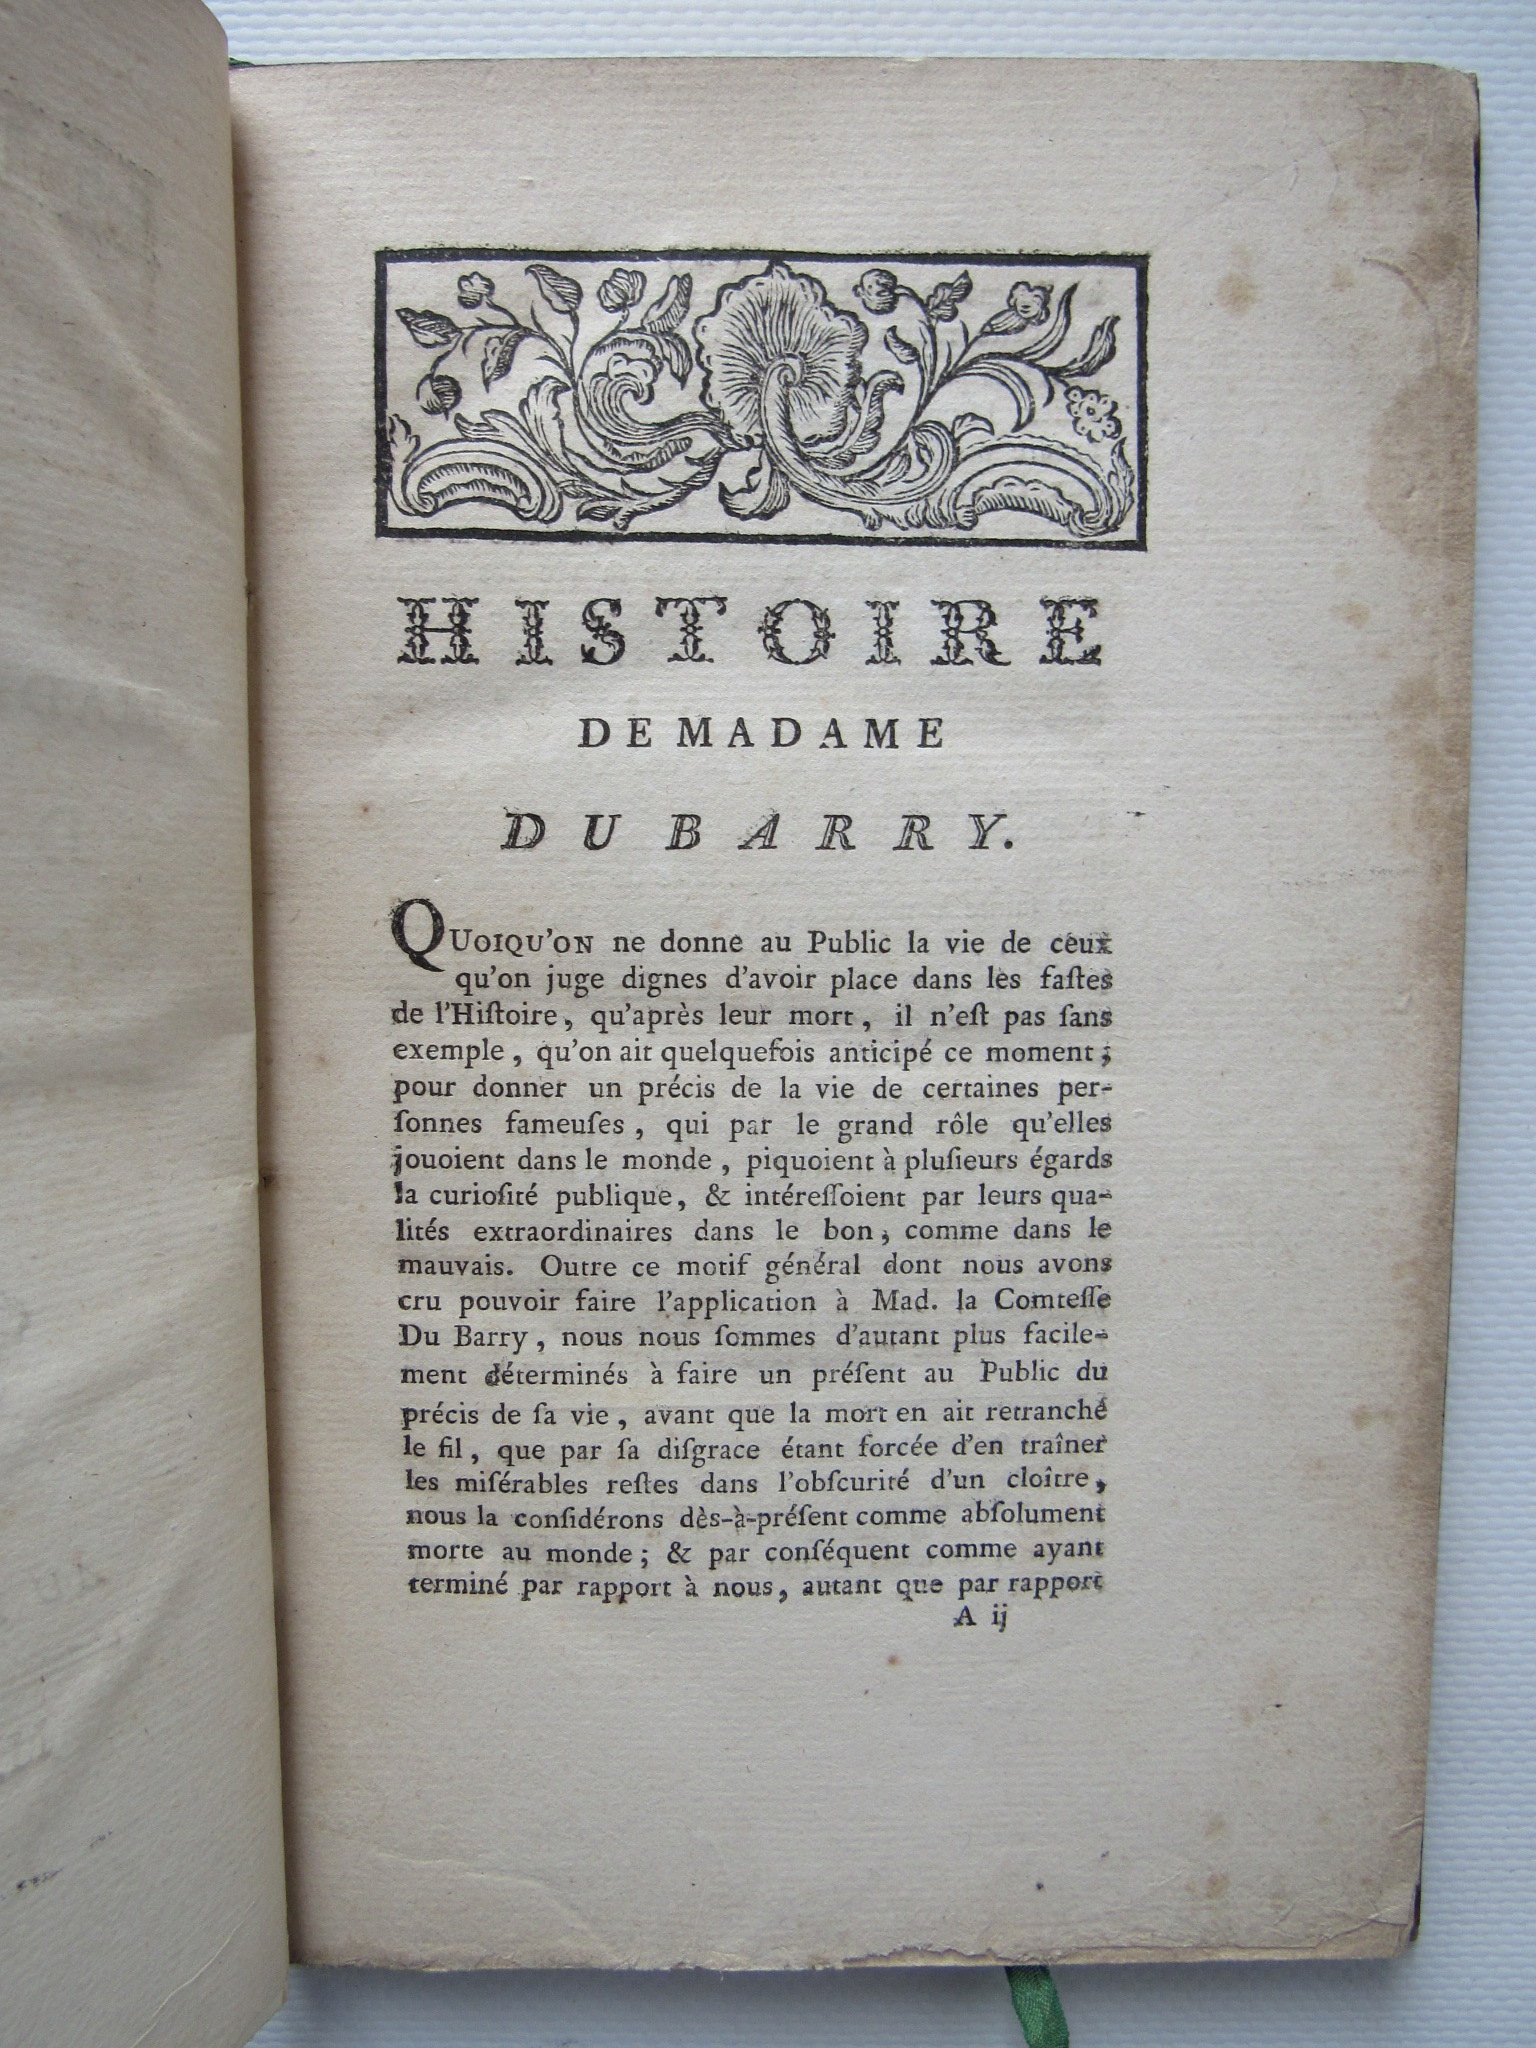 HISTOIRE
DE MADAME
DU BARRY.
QUOIQU'ON ne donne au Public la vie de ceux
qu'on juge dignes d'avoir place dans les faſtes
de l'Hiſtoire, qu'après leur mort, il n'eſt pas ſans
exemple, qu'on ait quelquefois anticipé ce moment;
pour donner un précis de la vie de certaines per-
ſonnes fameuſes, qui par le grand rôle qu'elles
jouoient dans le monde, piquoient à pluſieurs égards
la curioſité publique, & intéreſſoient par leurs qua-
lités extraordinaires dans le bon, comme dans le
mauvais. Outre ce motif général dont nous avons
cru pouvoir faire l'application à Mad. la Comteſſe
Du Barry, nous nous ſommes d'autant plus facile-
ment déterminés à faire un préſent au Public du
précis de ſa vie, avant que la mort en ait retranché
le fil, que par ſa diſgrace étant forcée d'en traîner
les miſérables reſtes dans l'obſcurité d'un cloître,
nous la conſidérons dès-à-préſent comme abſolument
morte au monde; & par conſéquent comme ayant
terminé par rapport à nous, autant que par rapport
A ij